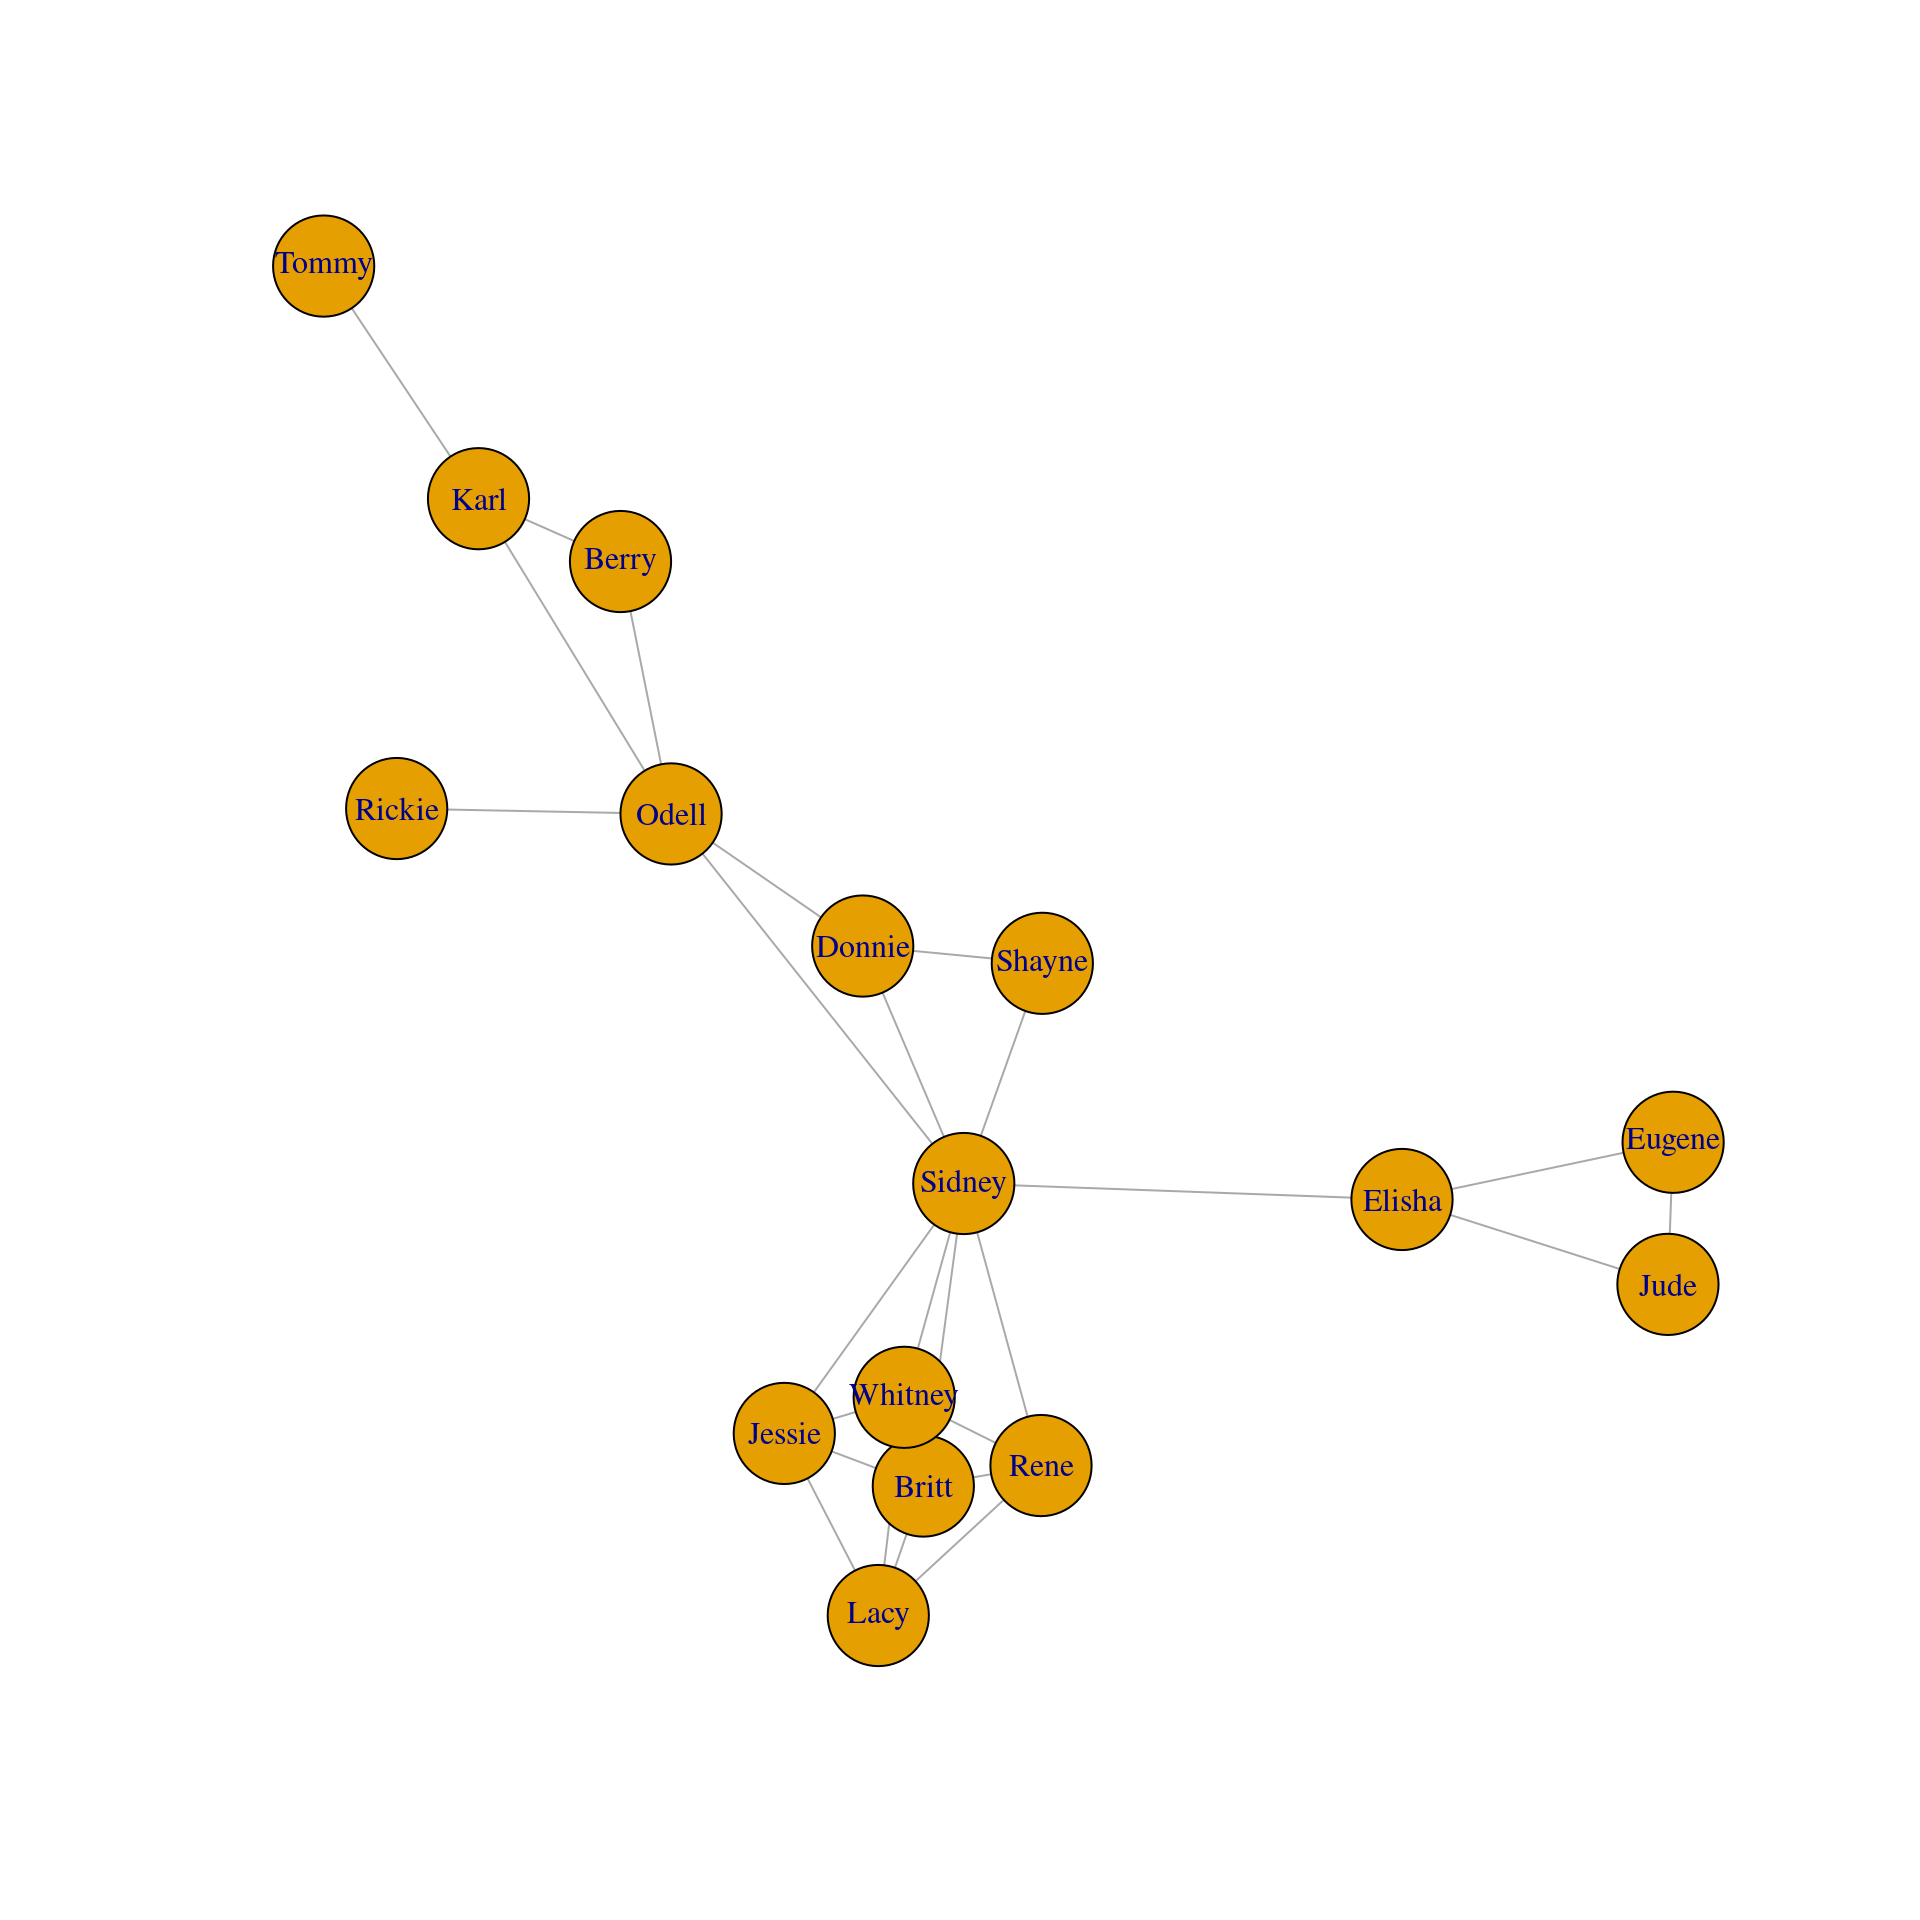 Tommy
Karl
Berry
Rickie
Odell
Donnie
Shayne
Eugene
Sidney
Elisha
Jude
Whitney
Jessie
Rene
Britt
Lacy